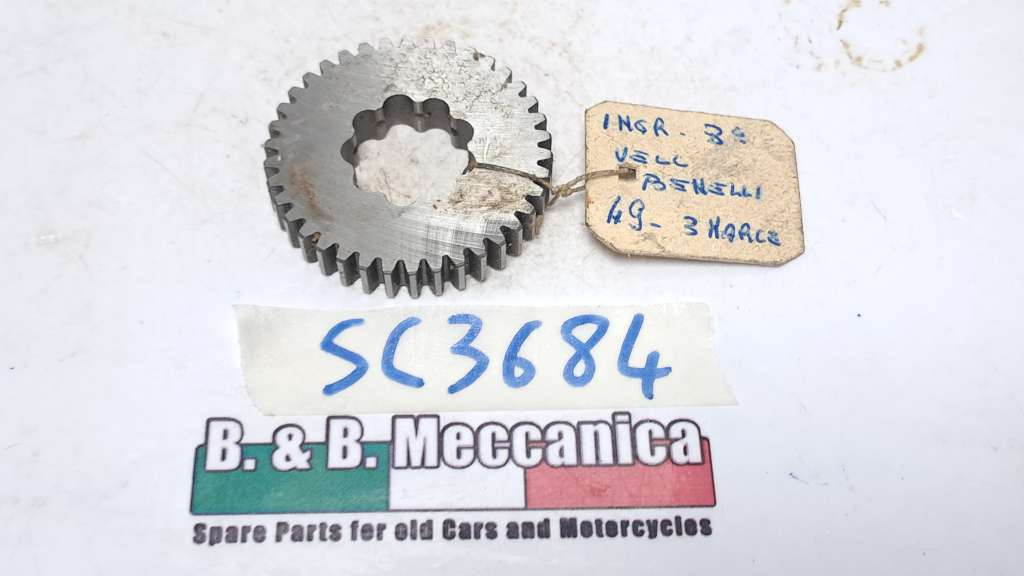 INGR - 3ª
VELL
BENELLI
49 - 3 MARCE
SC3684
B. & B. Meccanica
Spare Parts for old Cars and Motorcycles